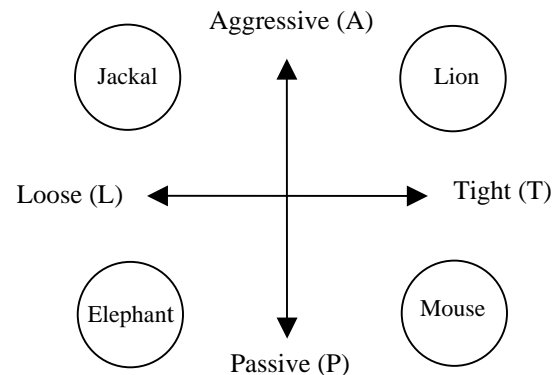 Aggressive (A)
Jackal
Lion
Loose (L)
Tight (T)
Elephant
Mouse
Passive (P)